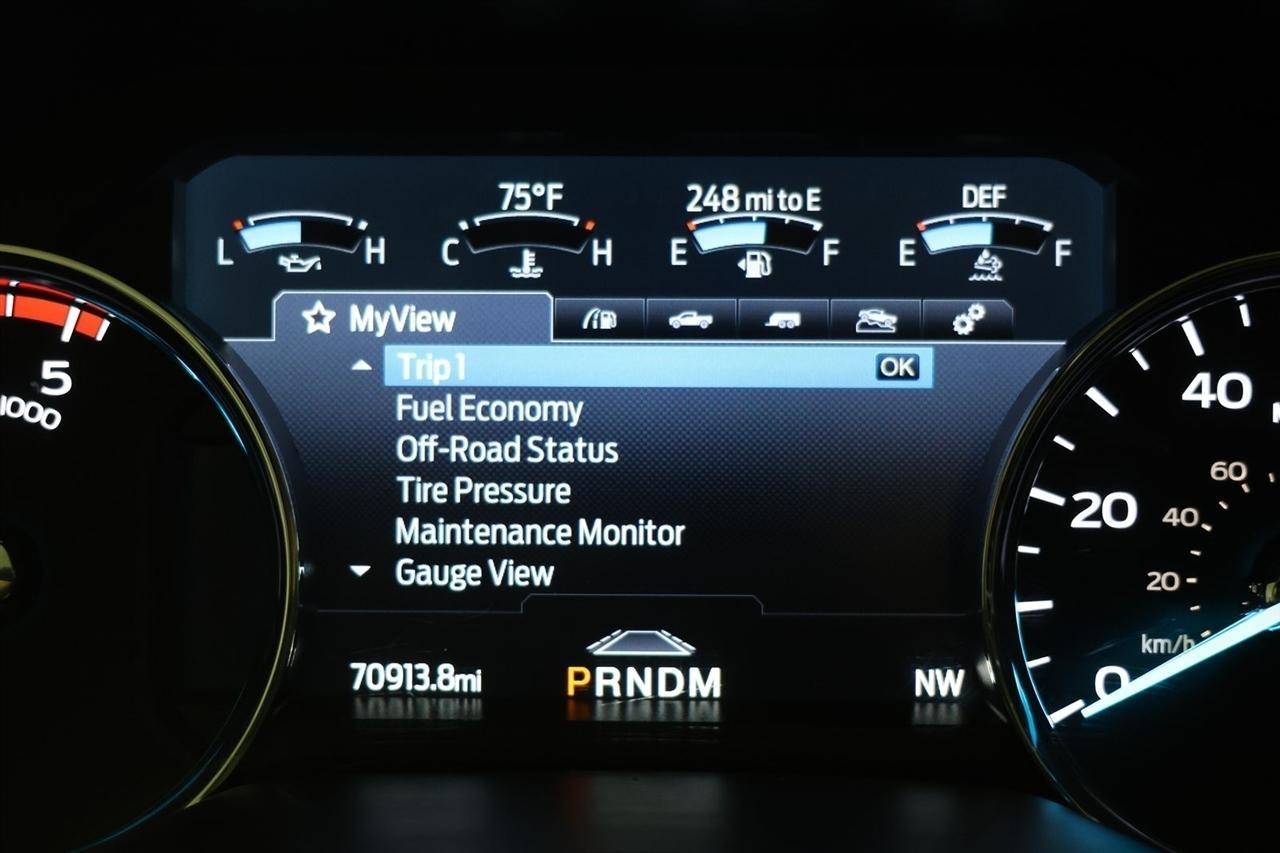 75°F
248 mi to E
DEF
L H
C H
E F
E F
MyView
Trip 1 OK
Fuel Economy
Off-Road Status
Tire Pressure
Maintenance Monitor
Gauge View
70913.8mi
PRNDM
NW
5
1000
40
20
0
60
40
20
km/h